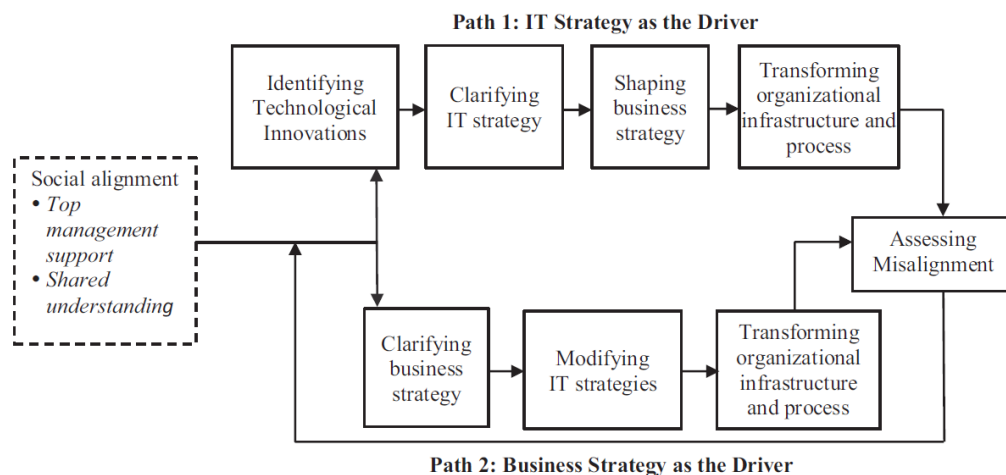 Path 1: IT Strategy as the Driver
Identifying
Technological
Innovations
Clarifying
IT strategy
Shaping
business
strategy
Transforming
organizational
infrastructure and
process
Social alignment
• Top
management
support
• Shared
understanding
Assessing
Misalignment
Clarifying
business
strategy
Modifying
IT strategies
Transforming
organizational
infrastructure
and process
Path 2: Business Strategy as the Driver